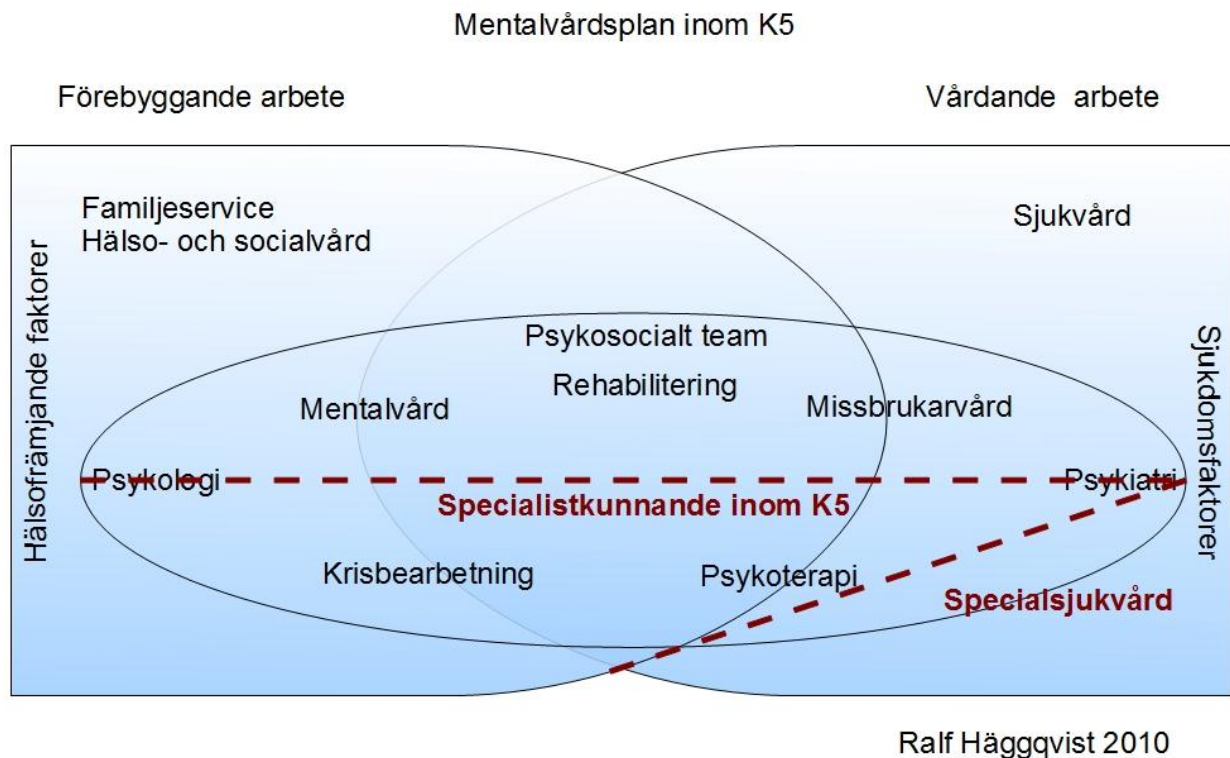 Mentalvårdsplan inom K5
Förebyggande arbete
Vårdande arbete
Familjeservice
Hälso- och socialvård
Sjukvård
Hälsofrämjande faktorer
Sjukdomsfaktorer
Psykosocialt team
Rehabilitering
Mentalvård
Missbrukarvård
Psykologi
Psykiatri
Specialistkunnande inom K5
Krisbearbetning
Psykoterapi
Specialsjukvård
Ralf Häggqvist 2010